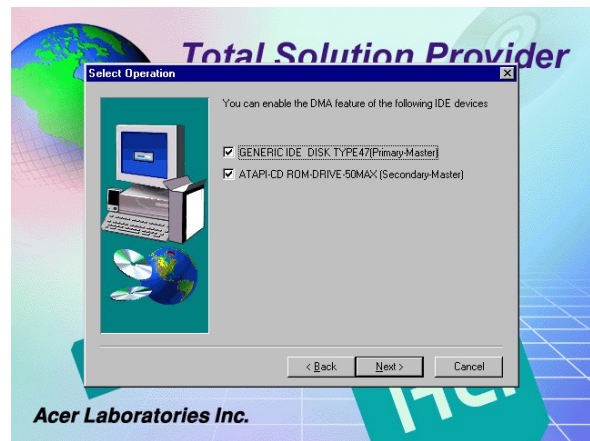 Total Solution Provider
Select Operation
You can enable the DMA feature of the following IDE devices
GENERIC IDE  DISK TYPE47(Primary-Master)
ATAPI-CD ROM-DRIVE-50MAX (Secondary-Master)
< Back
Next >
Cancel
Acer Laboratories Inc.